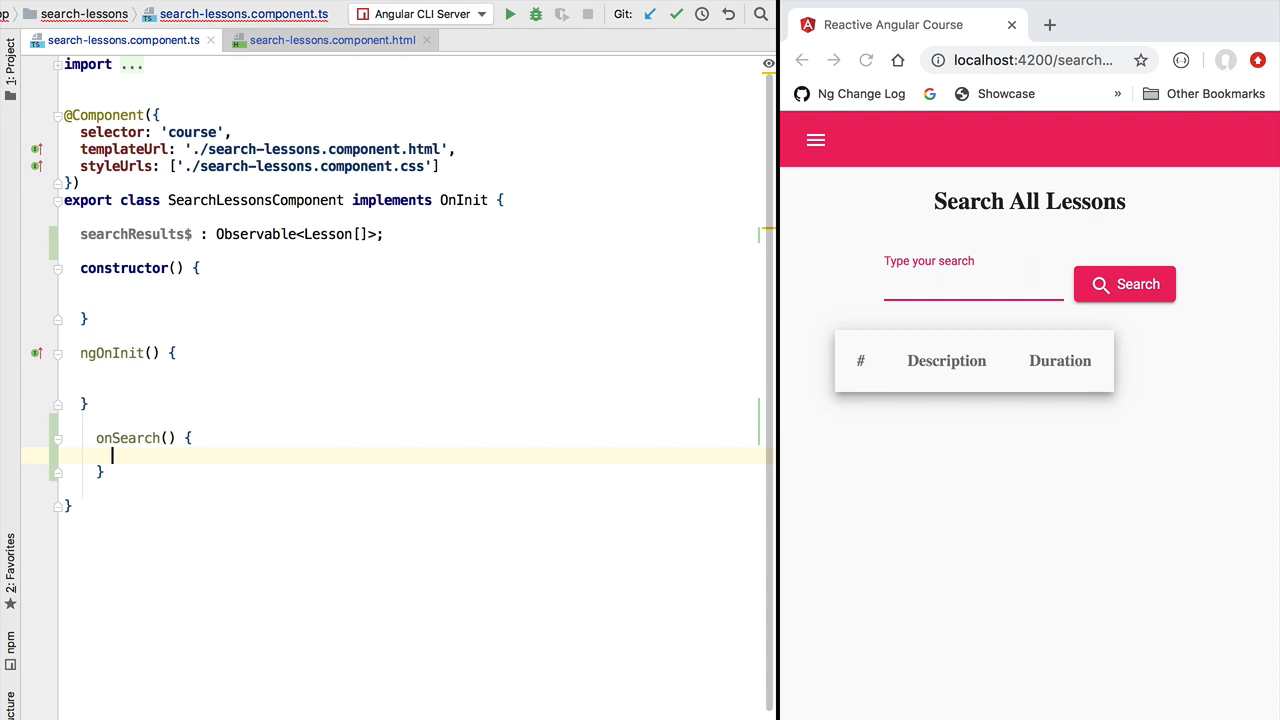 op search-lessons search-lessons.component.ts Angular CLI Server Git:
search-lessons.component.ts search-lessons.component.html
1: Project
2: Favorites
npm
ucture
import ...
@Component({
selector: 'course',
templateUrl: './search-lessons.component.html',
styleUrls: ['./search-lessons.component.css']
})
export class SearchLessonsComponent implements OnInit {
searchResults$ : Observable<Lesson[]>;
constructor() {
}
ngOnInit() {
}
onSearch() {
}
}
Reactive Angular Course
localhost:4200/search...
Ng Change Log Showcase » Other Bookmarks
Search All Lessons
Type your search
Search
# Description Duration